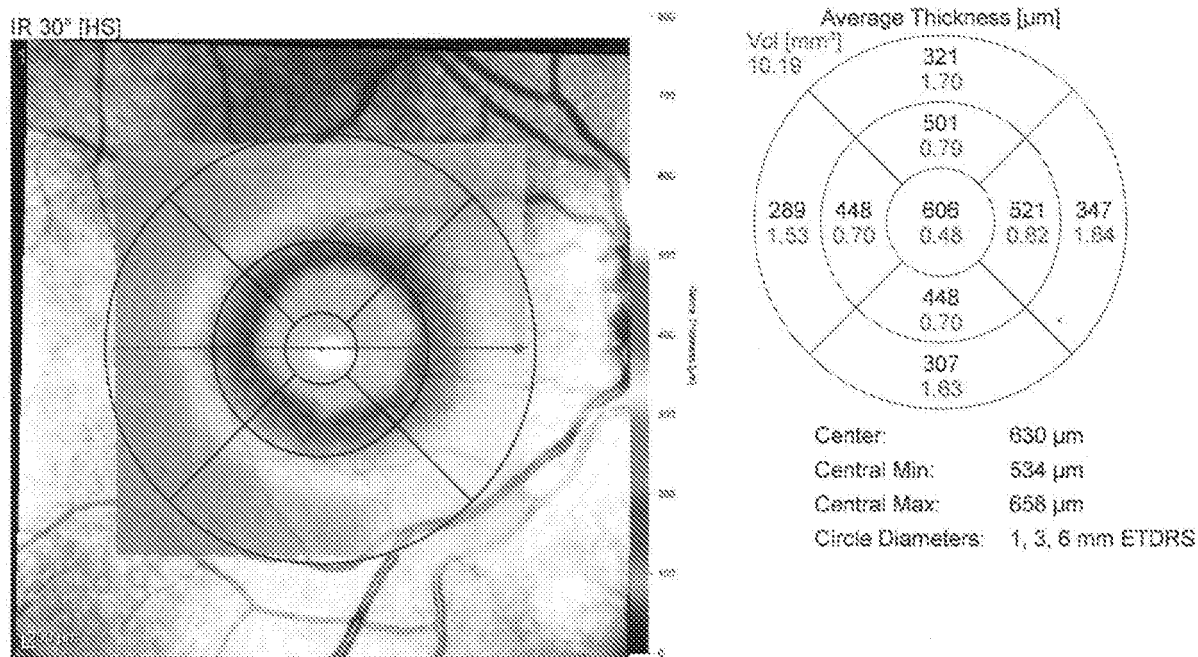 IR 30° [HS]
Average Thickness [µm]
Vol [mm³]
10.19
321
1.70
501
0.79
289
1.53
448
0.70
606
0.48
521
0.82
347
1.84
448
0.70
307
1.63
Center: 630 µm
Central Min: 534 µm
Central Max: 658 µm
Circle Diameters: 1, 3, 6 mm ETDRS